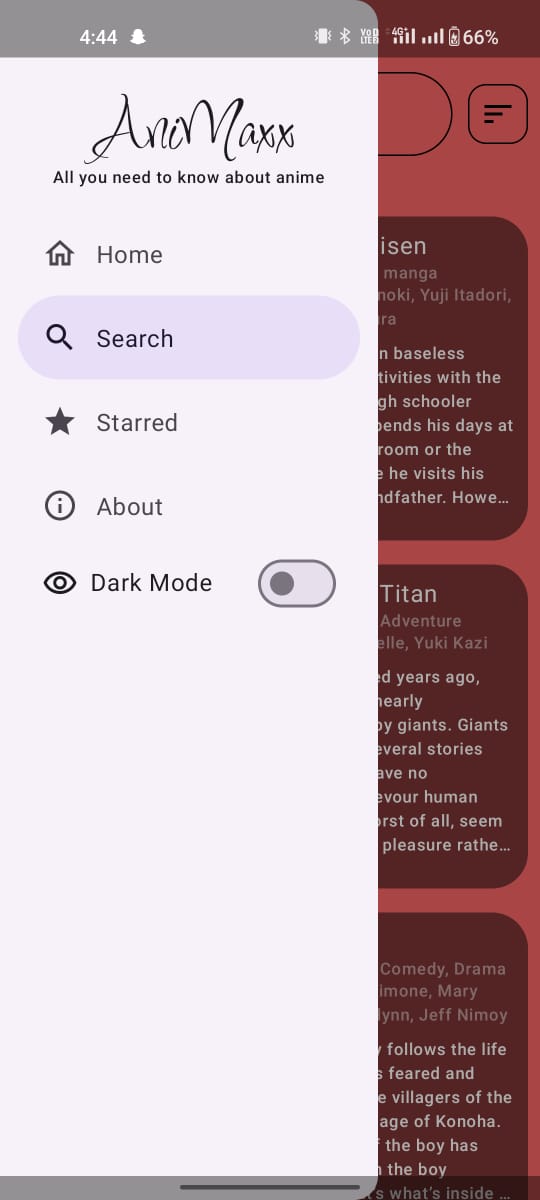 4:44 VoD LTE 4G+ 66%
AniMaxx
All you need to know about anime
Home
Search
Starred
About
Dark Mode
isen
manga
noki, Yuji Itadori,
ra
n baseless
tivities with the
gh schooler
ends his days at
room or the
e he visits his
ndfather. Howe…
Titan
Adventure
elle, Yuki Kazi
ed years ago,
nearly
by giants. Giants
everal stories
ave no
evour human
orst of all, seem
pleasure rathe…
Comedy, Drama
imone, Mary
lynn, Jeff Nimoy
y follows the life
s feared and
e villagers of the
age of Konoha.
f the boy has
n the boy
t's what's inside …